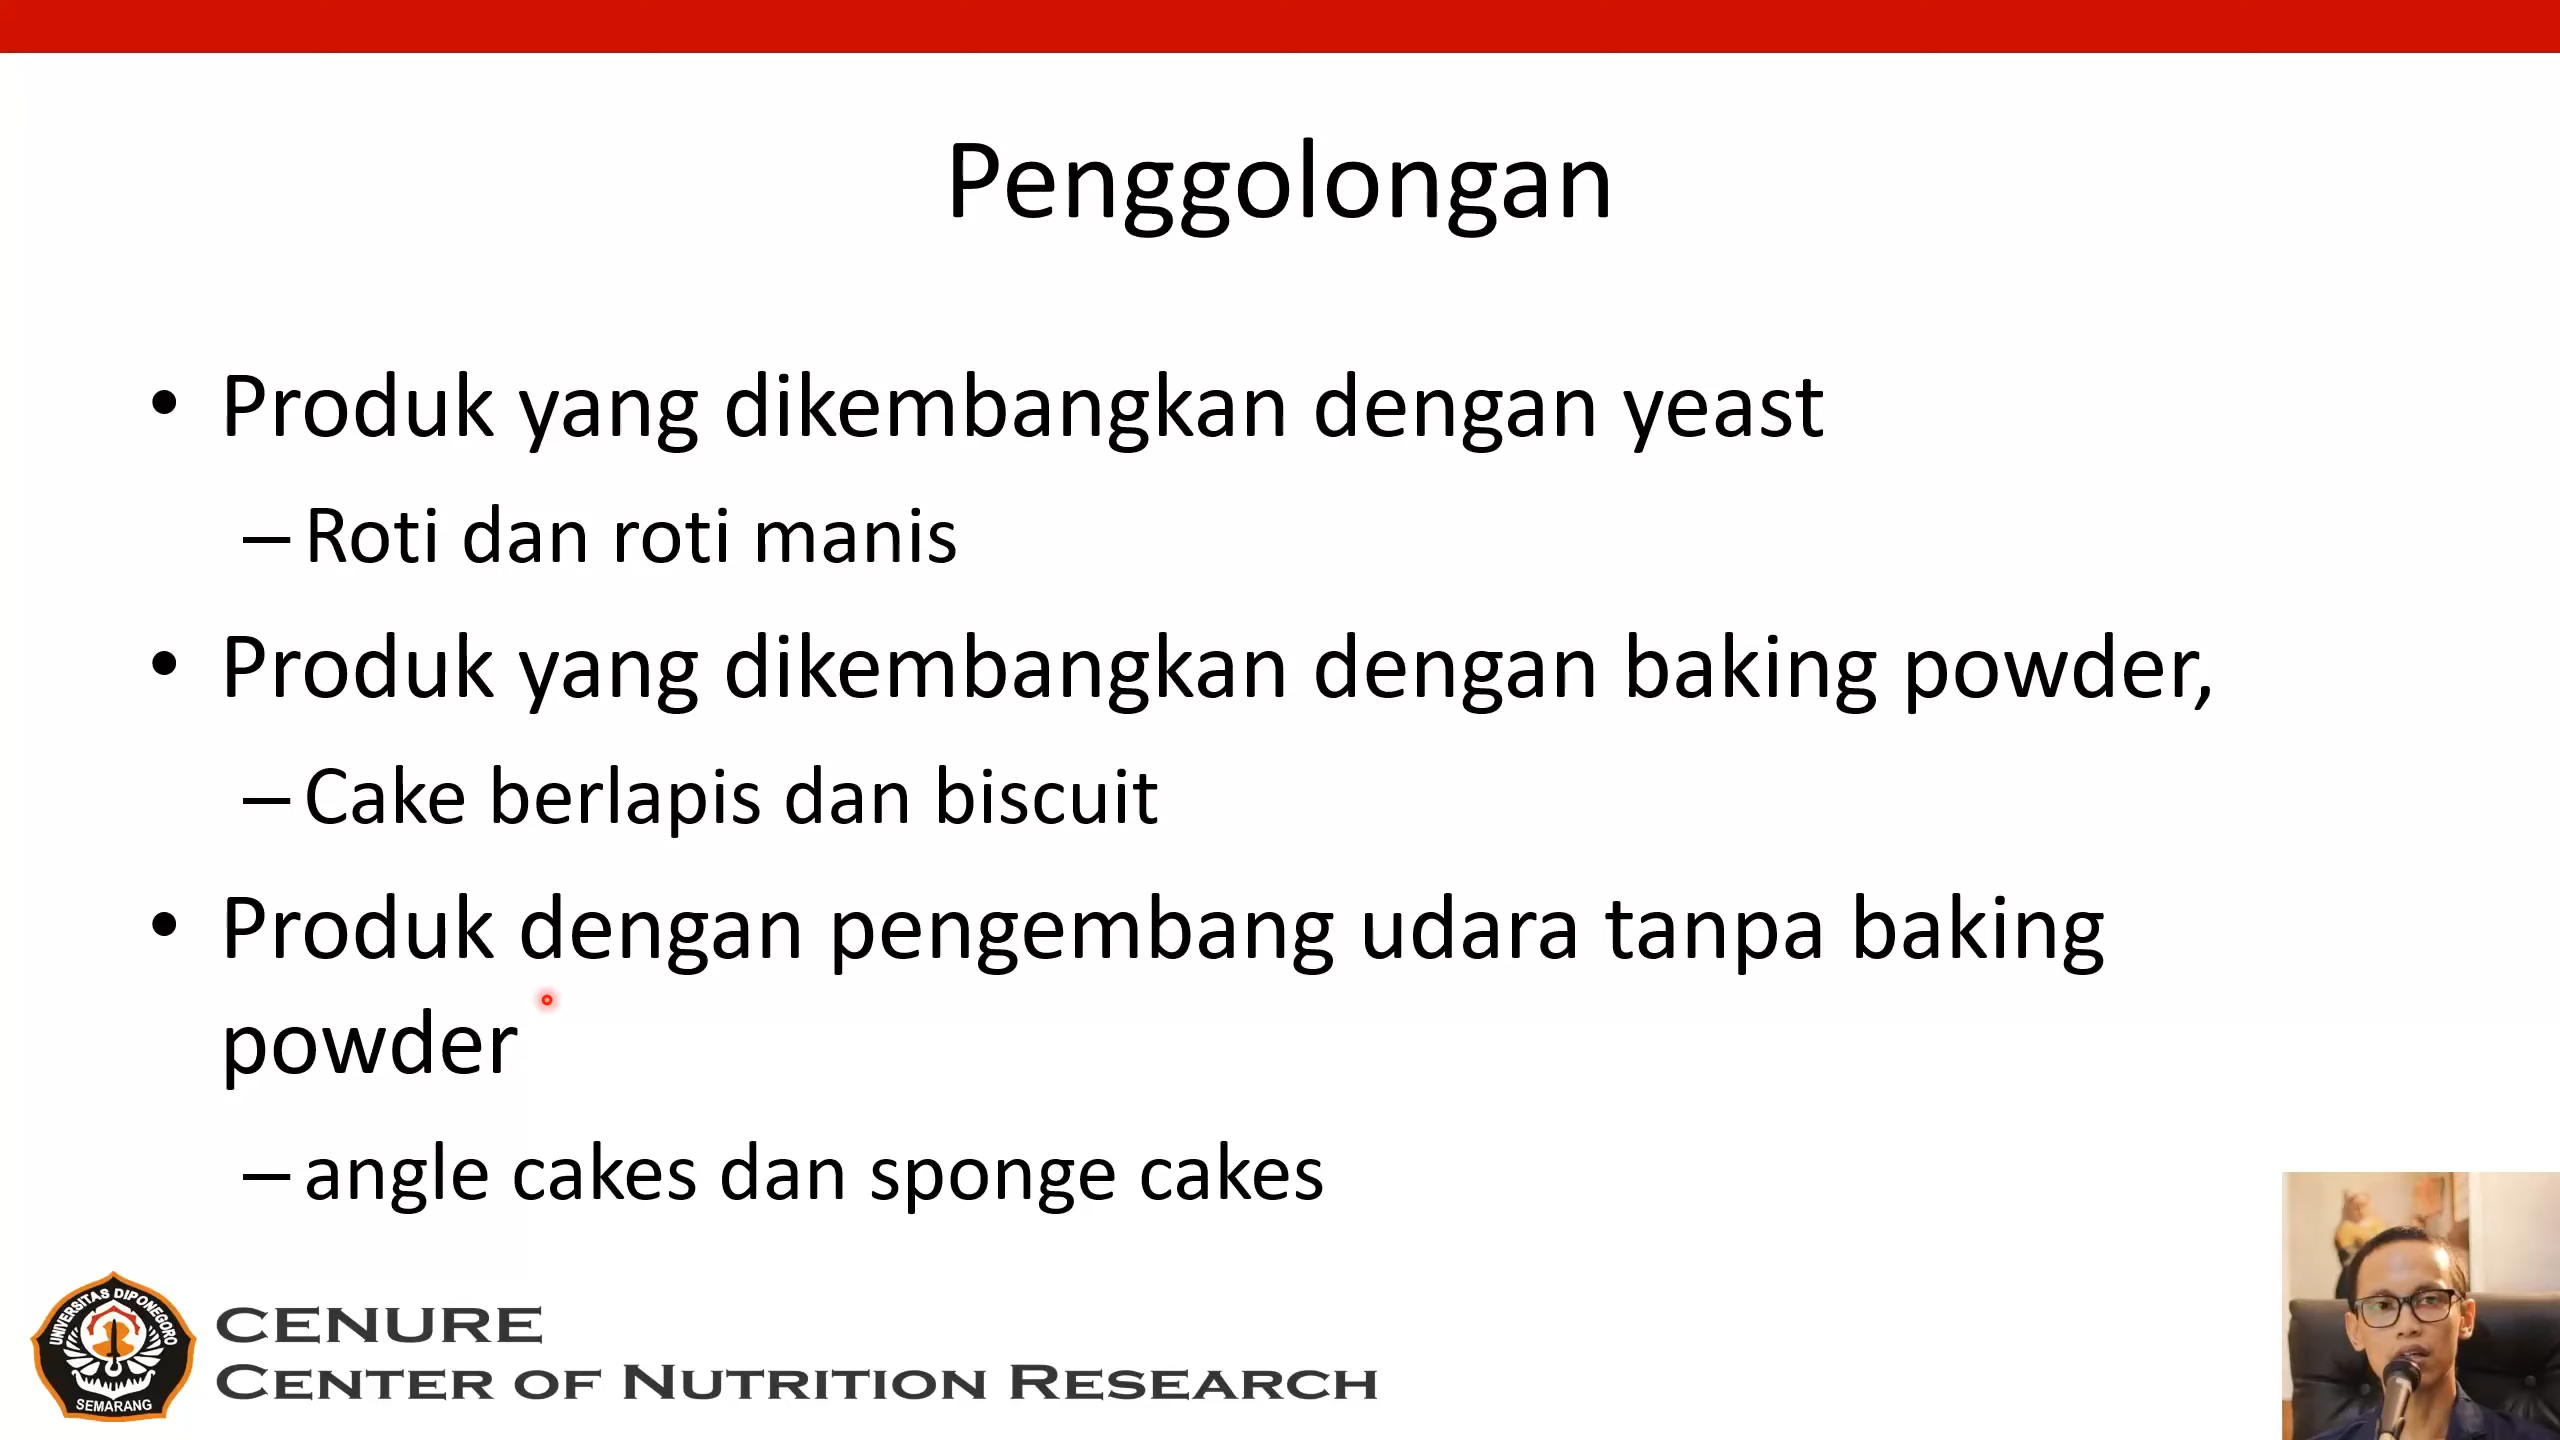 Penggolongan
• Produk yang dikembangkan dengan yeast
– Roti dan roti manis
• Produk yang dikembangkan dengan baking powder,
– Cake berlapis dan biscuit
• Produk dengan pengembang udara tanpa baking
powder
– angle cakes dan sponge cakes
UNIVERSITAS DIPONEGORO
SEMARANG
CENURE
CENTER OF NUTRITION RESEARCH